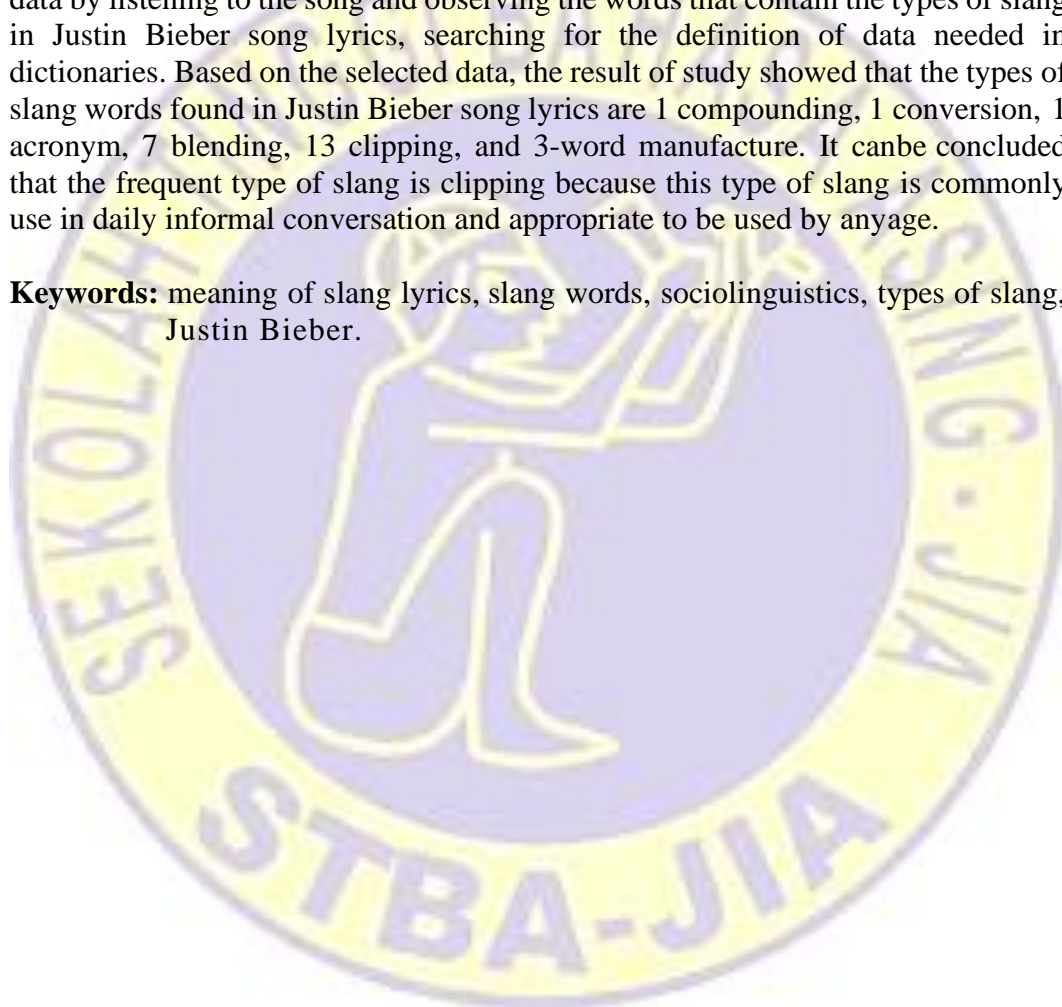 data by listening to the song and observing the words that contain the types of slang
in Justin Bieber song lyrics, searching for the definition of data needed in
dictionaries. Based on the selected data, the result of study showed that the types of
slang words found in Justin Bieber song lyrics are 1 compounding, 1 conversion, 1
acronym, 7 blending, 13 clipping, and 3-word manufacture. It canbe concluded
that the frequent type of slang is clipping because this type of slang is commonly
use in daily informal conversation and appropriate to be used by anyage.
Keywords: meaning of slang lyrics, slang words, sociolinguistics, types of slang,
Justin Bieber.
SEKOLAH TINGGI ASING · JIA
STBA-JIA